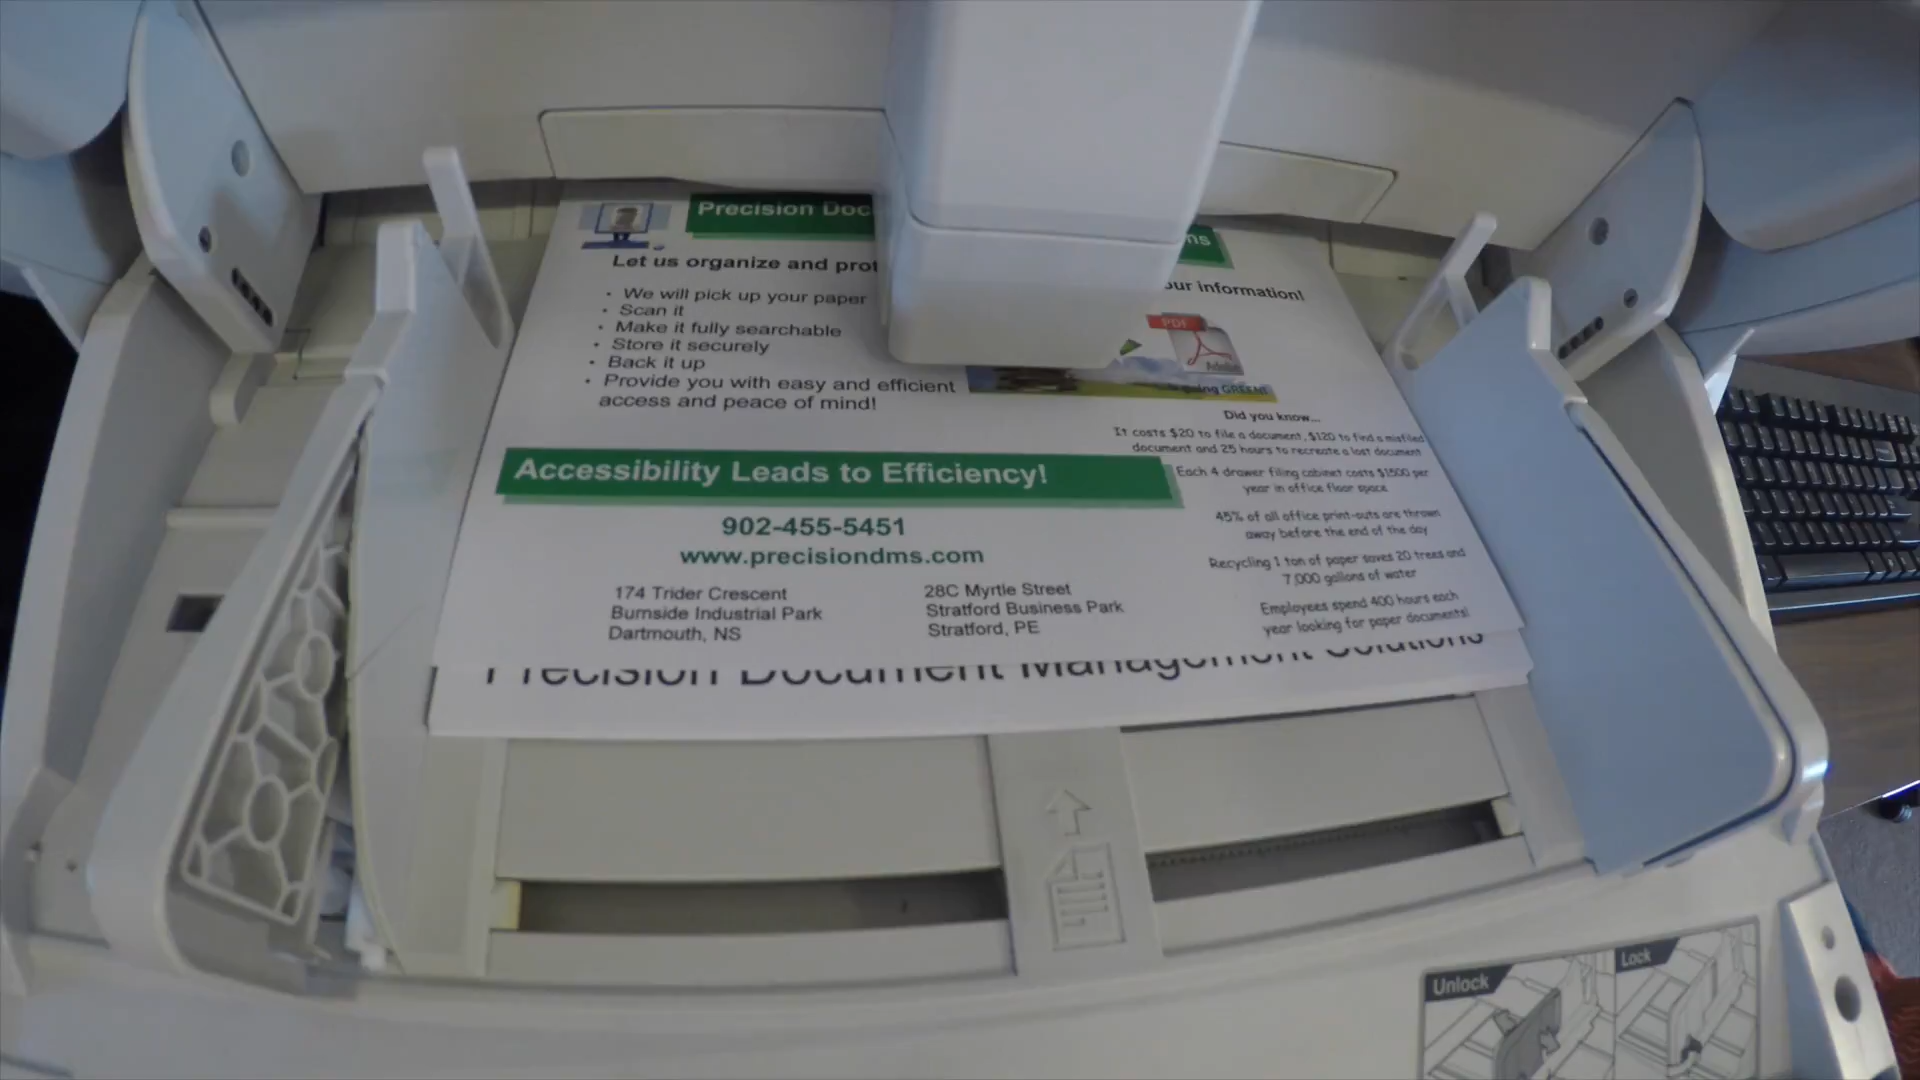 Precision Doc
ns
Let us organize and prot
our information!
• We will pick up your paper
• Scan it
• Make it fully searchable
• Store it securely
• Back it up
• Provide you with easy and efficient
access and peace of mind!
PDF
Adobe
going GREEN!
Did you know...
It costs $20 to file a document, $120 to find a misfiled
document and 25 hours to recreate a lost document
Each 4 drawer filing cabinet costs $1500 per
year in office floor space
45% of all office print-outs are thrown
away before the end of the day
Recycling 1 ton of paper saves 20 trees and
7,000 gallons of water
Employees spend 400 hours each
year looking for paper documents!
Accessibility Leads to Efficiency!
902-455-5451
www.precisiondms.com
174 Trider Crescent
Burnside Industrial Park
Dartmouth, NS
28C Myrtle Street
Stratford Business Park
Stratford, PE
Precision Document Management Solutions
Unlock
Lock